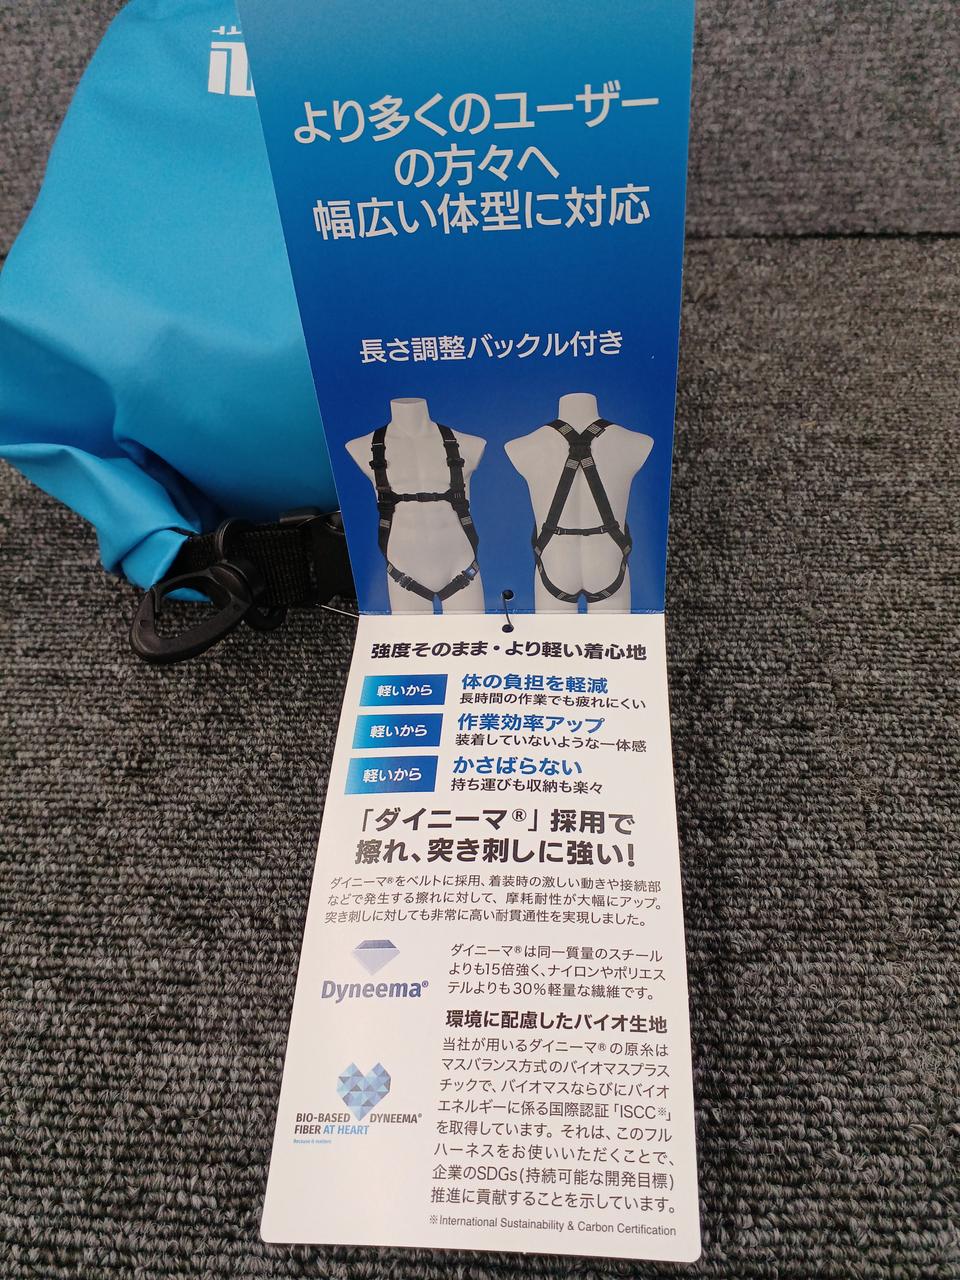 より多くのユーザー
の方々へ
幅広い体型に対応
長さ調整バックル付き
強度そのまま・より軽い着心地
軽いから 体の負担を軽減
長時間の作業でも疲れにくい
軽いから 作業効率アップ
装着していないような一体感
軽いから かさばらない
持ち運びも収納も楽々
「ダイニーマ®」採用で
擦れ、突き刺しに強い!
ダイニーマ®をベルトに採用、着装時の激しい動きや接続部
などで発生する擦れに対して、摩耗耐性が大幅にアップ。
突き刺しに対しても非常に高い耐貫通性を実現しました。
Dyneema®
ダイニーマ®は同一質量のスチール
よりも15倍強く、ナイロンやポリエス
テルよりも30%軽量な繊維です。
環境に配慮したバイオ生地
当社が用いるダイニーマ®の原糸は
マスバランス方式のバイオマスプラス
チックで、バイオマスならびにバイオ
エネルギーに係る国際認証「ISCC※」
を取得しています。それは、このフル
ハーネスをお使いいただくことで、
企業のSDGs(持続可能な開発目標)
推進に貢献することを示しています。
※International Sustainability & Carbon Certification
BIO-BASED DYNEEMA®
FIBER AT HEART
Because it matters